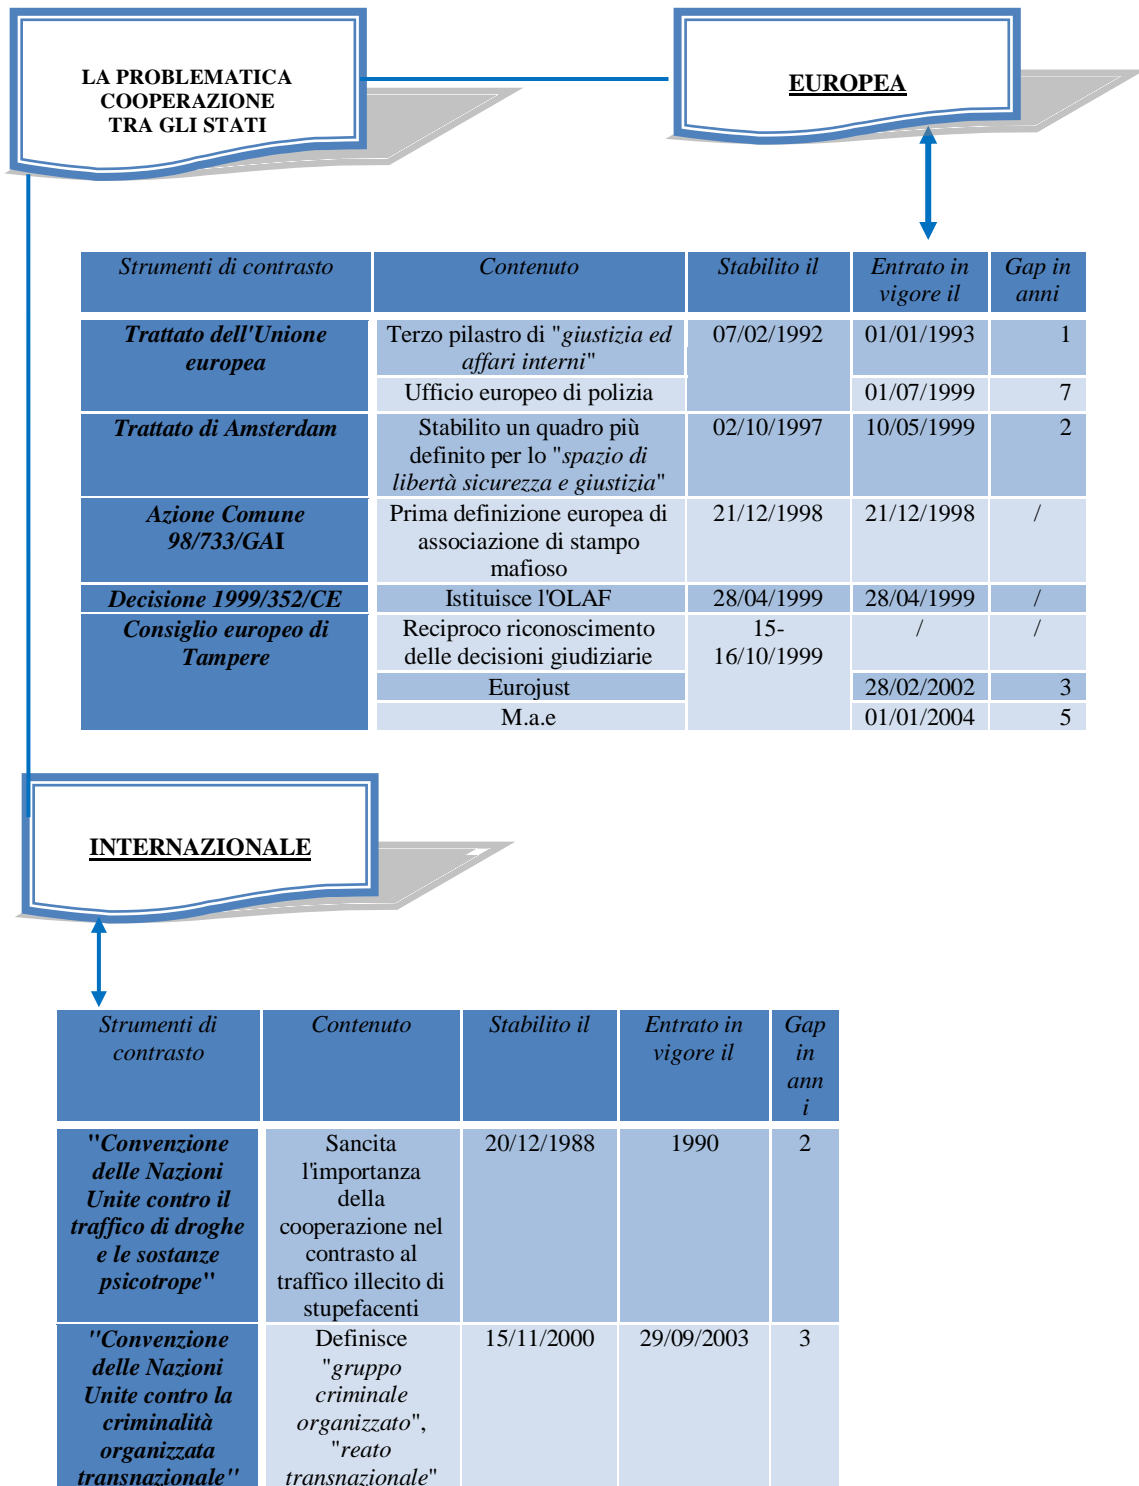 LA PROBLEMATICA
COOPERAZIONE
TRA GLI STATI
EUROPEA
Strumenti di contrasto Contenuto Stabilito il Entrato in vigore il Gap in anni
Trattato dell'Unione europea Terzo pilastro di "giustizia ed affari interni" 07/02/1992 01/01/1993 1
Ufficio europeo di polizia 01/07/1999 7
Trattato di Amsterdam Stabilito un quadro più definito per lo "spazio di libertà sicurezza e giustizia" 02/10/1997 10/05/1999 2
Azione Comune 98/733/GAI Prima definizione europea di associazione di stampo mafioso 21/12/1998 21/12/1998 /
Decisione 1999/352/CE Istituisce l'OLAF 28/04/1999 28/04/1999 /
Consiglio europeo di Tampere Reciproco riconoscimento delle decisioni giudiziarie 15-16/10/1999 / /
Eurojust 28/02/2002 3
M.a.e 01/01/2004 5
INTERNAZIONALE
Strumenti di contrasto Contenuto Stabilito il Entrato in vigore il Gap in anni
"Convenzione delle Nazioni Unite contro il traffico di droghe e le sostanze psicotrope" Sancita l'importanza della cooperazione nel contrasto al traffico illecito di stupefacenti 20/12/1988 1990 2
"Convenzione delle Nazioni Unite contro la criminalità organizzata transnazionale" Definisce "gruppo criminale organizzato", "reato transnazionale" 15/11/2000 29/09/2003 3